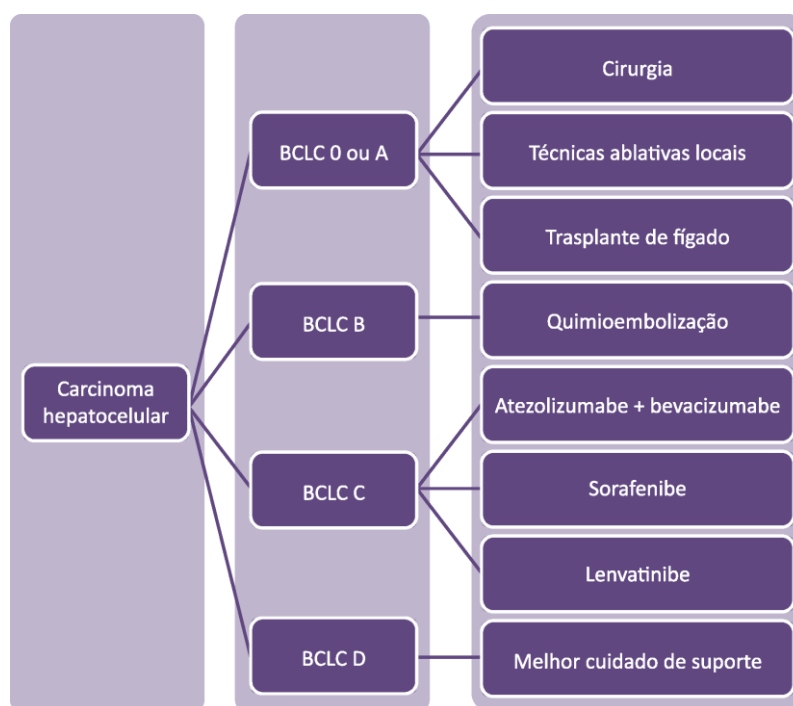 Carcinoma
hepatocelular
BCLC 0 ou A
Cirurgia
Técnicas ablativas locais
Trasplante de fígado
BCLC B
Quimioembolização
BCLC C
Atezolizumabe + bevacizumabe
Sorafenibe
Lenvatinibe
BCLC D
Melhor cuidado de suporte